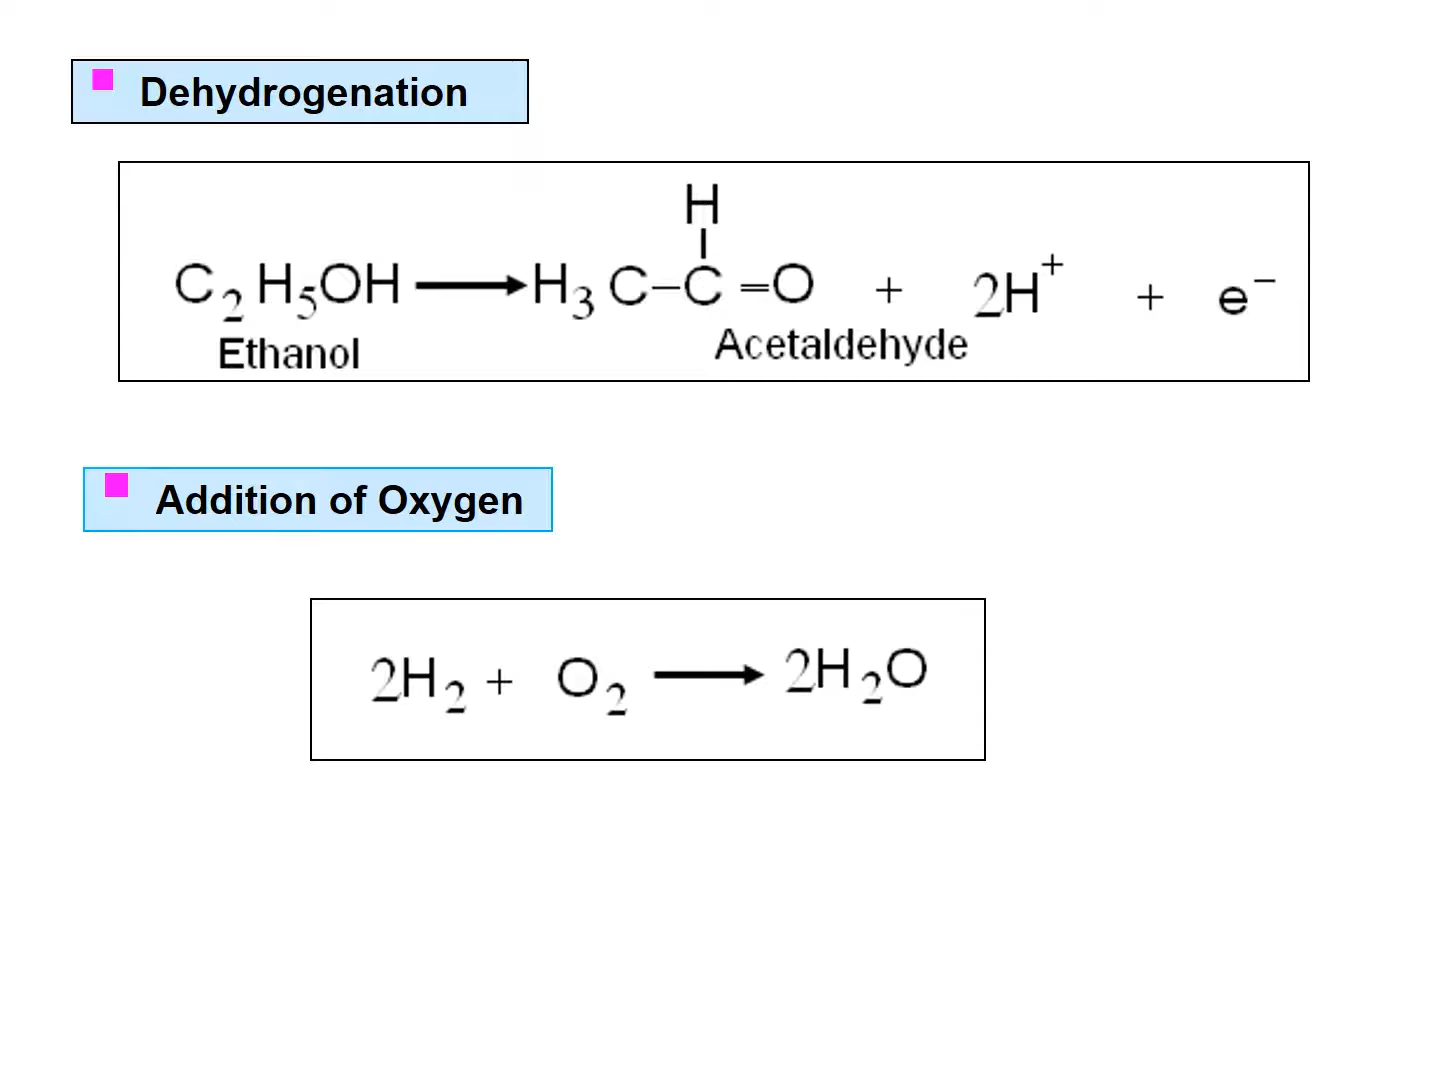 Dehydrogenation
H
C₂H₅OH ⟶ H₃C–C=O + 2H⁺ + e⁻
Ethanol Acetaldehyde
Addition of Oxygen
2H₂ + O₂ ⟶ 2H₂O